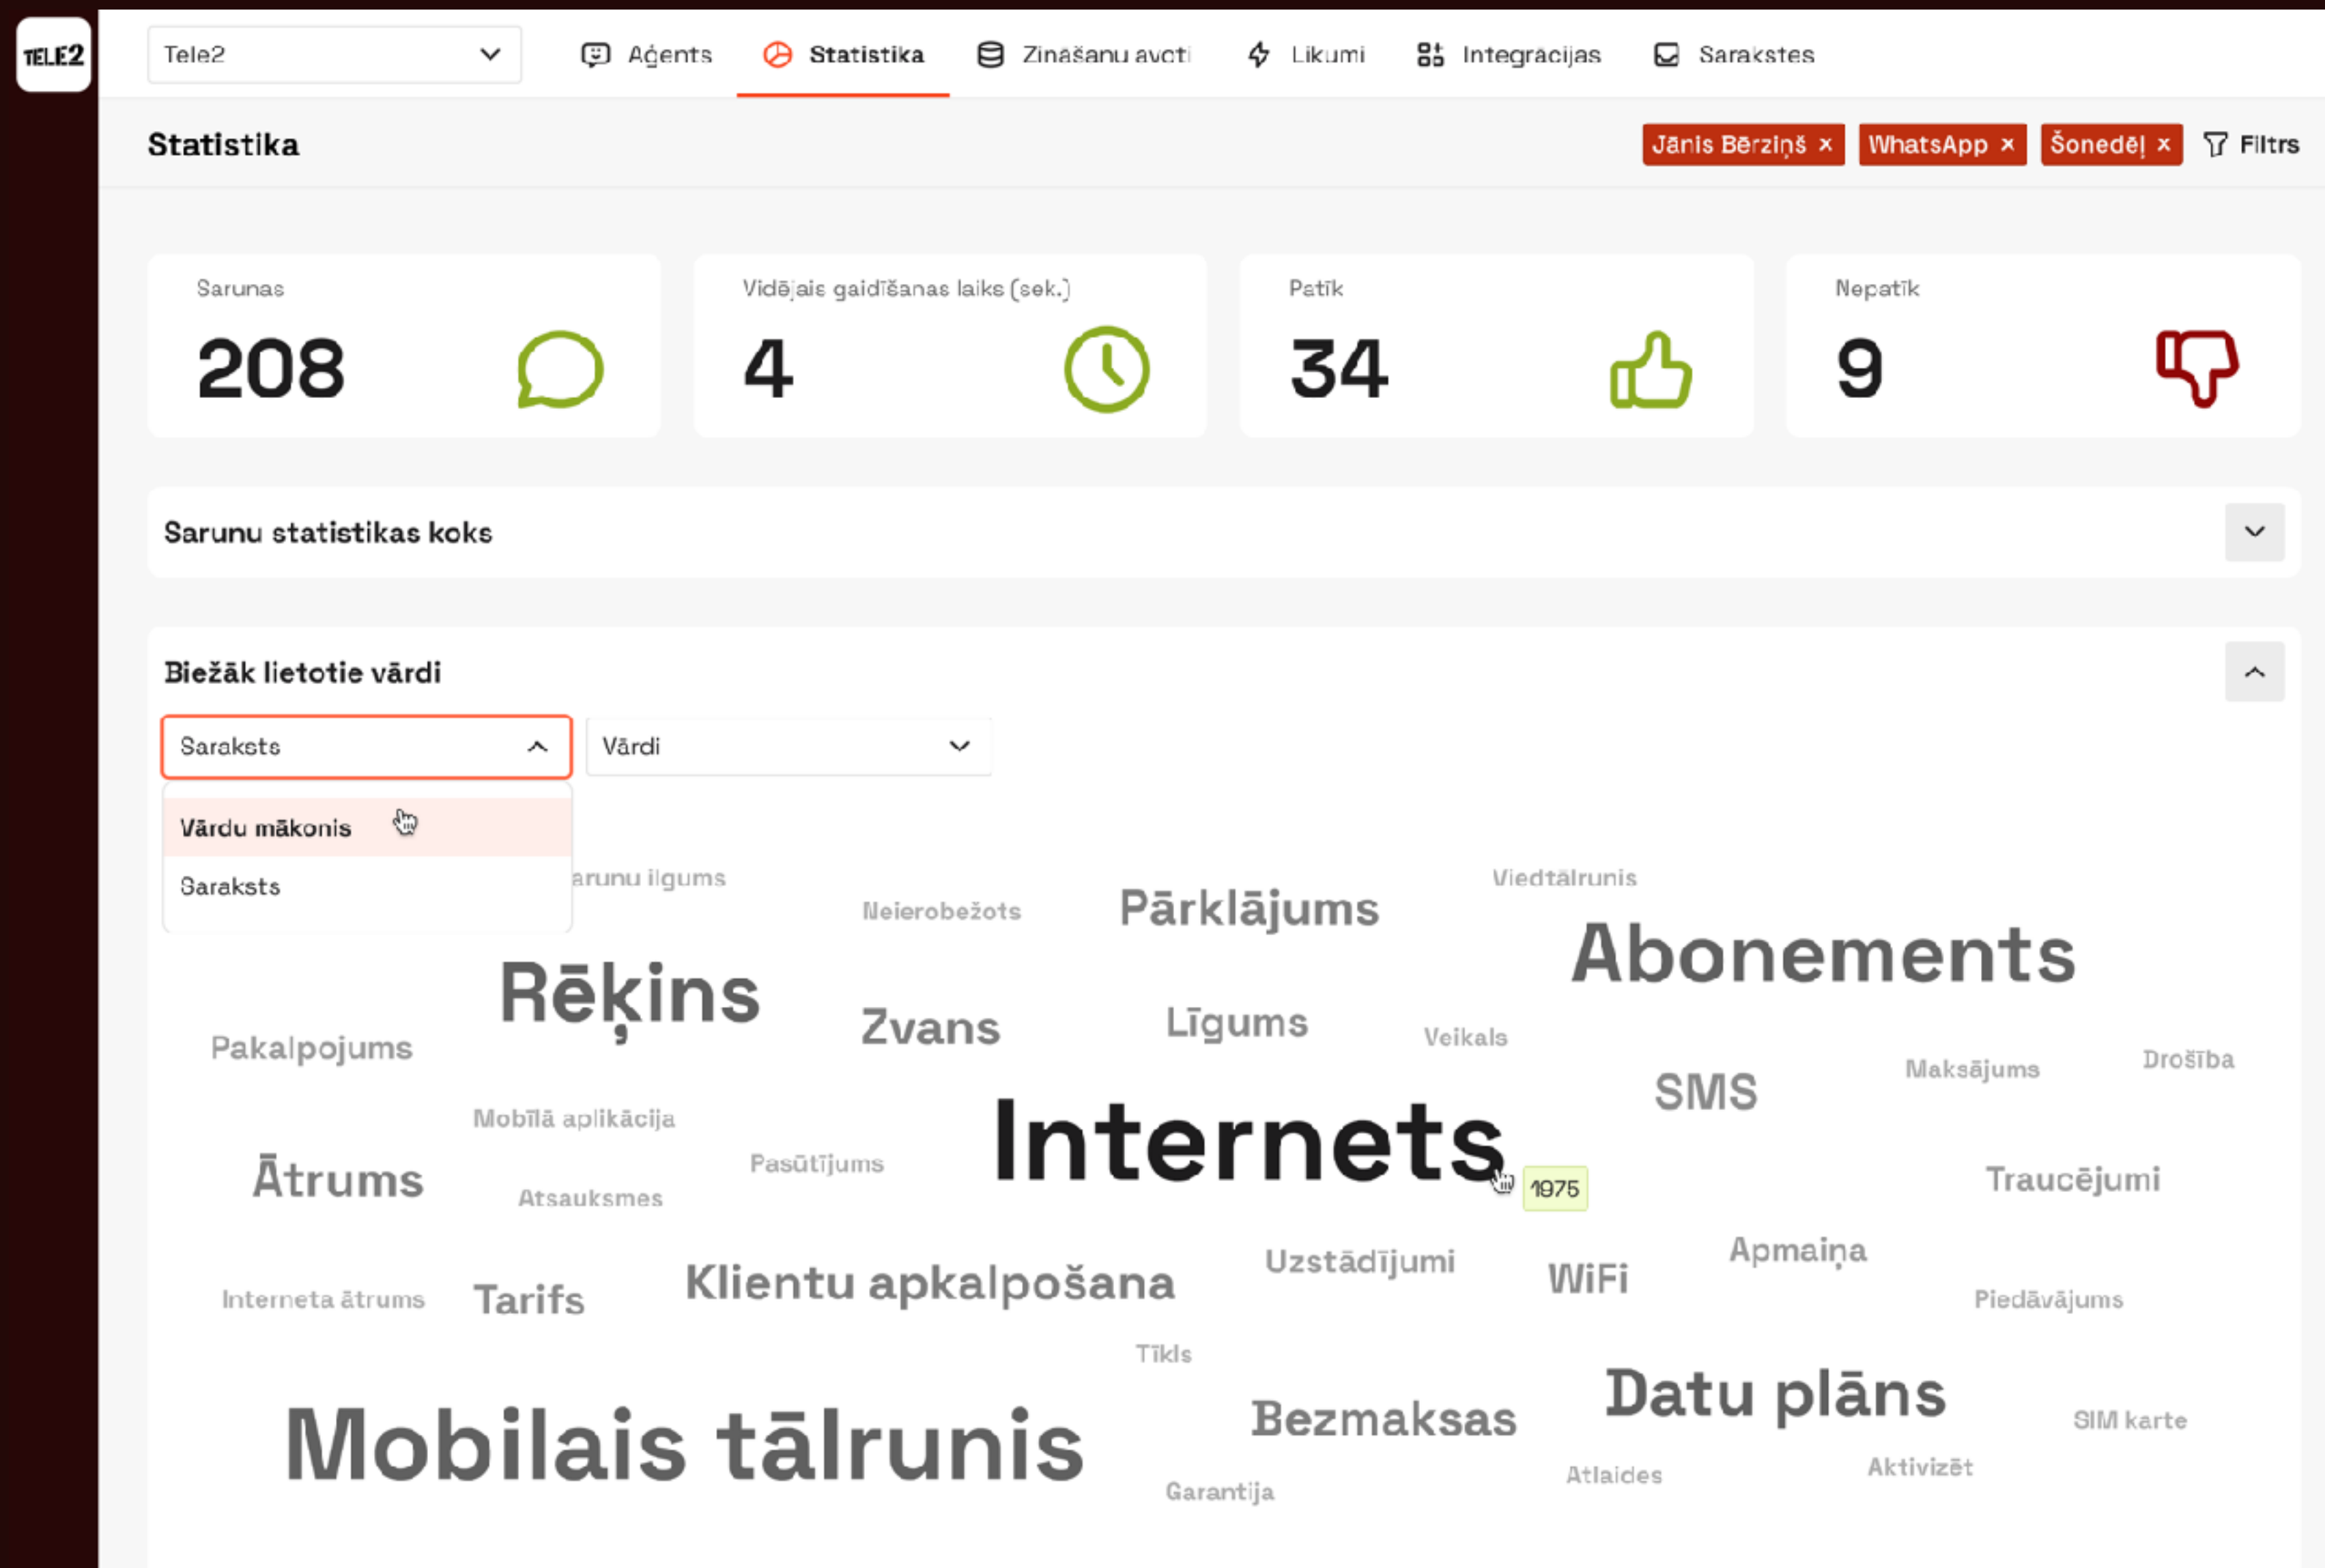 TELE2
Tele2
Aģents
Statistika
Zināšanu avoti
Likumi
Integrācijas
Sarakstes
Statistika
Jānis Bērziņš ×
WhatsApp ×
Šonedēļ ×
Filtrs
Sarunas
208
Vidējais gaidīšanas laiks (sek.)
4
Patīk
34
Nepatīk
9
Sarunu statistikas koks
Biežāk lietotie vārdi
Saraksts
Vārdi
Vārdu mākonis
Saraksts
arunu ilgums
Viedtālrunis
Neierobežots
Pārklājums
Abonements
Rēķins
Zvans
Līgums
Veikals
Pakalpojums
Drošība
Maksājums
SMS
Mobīlā aplikācija
Internets
Pasūtījums
Ātrums
Traucējumi
1975
Atsauksmes
Apmaiņa
Uzstādījumi
Klientu apkalpošana
WiFi
Interneta ātrums
Tarifs
Piedāvājums
Tīkls
Datu plāns
Bezmaksas
SIM karte
Mobilais tālrunis
Aktivizēt
Atlaides
Garantija